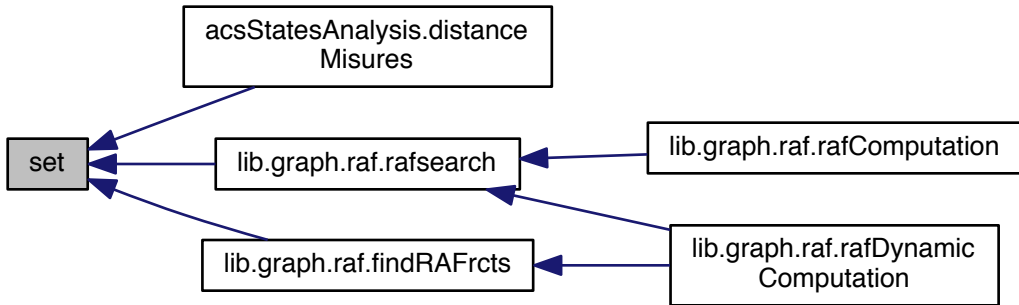 acsStatesAnalysis.distance
Misures
set
lib.graph.raf.rafsearch
lib.graph.raf.rafComputation
lib.graph.raf.findRAFrcts
lib.graph.raf.rafDynamic
Computation